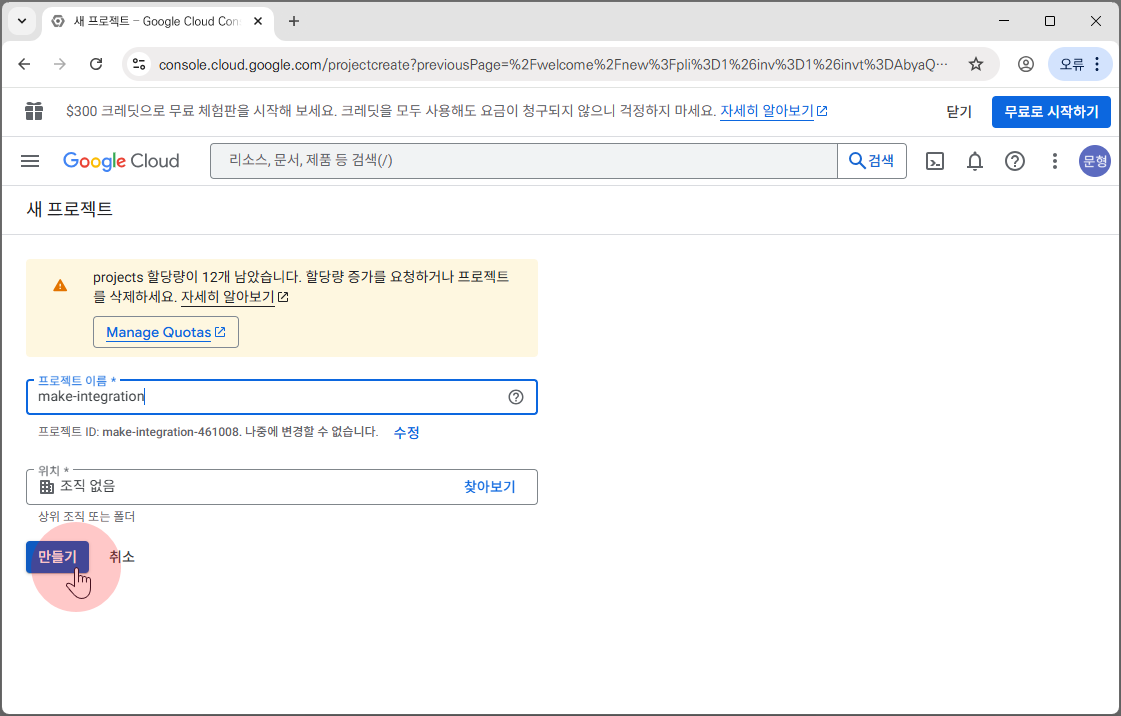 새 프로젝트 – Google Cloud Con
console.cloud.google.com/projectcreate?previousPage=%2Fwelcome%2Fnew%3Fpli%3D1%26inv%3D1%26invt%3DAbyaQ…
오류
$300 크레딧으로 무료 체험판을 시작해 보세요. 크레딧을 모두 사용해도 요금이 청구되지 않으니 걱정하지 마세요. 자세히 알아보기
닫기
무료로 시작하기
Google Cloud
리소스, 문서, 제품 등 검색(/)
검색
문형
새 프로젝트
projects 할당량이 12개 남았습니다. 할당량 증가를 요청하거나 프로젝트
를 삭제하세요. 자세히 알아보기
Manage Quotas
프로젝트 이름 *
make-integration
프로젝트 ID: make-integration-461008. 나중에 변경할 수 없습니다. 수정
위치 *
조직 없음
찾아보기
상위 조직 또는 폴더
만들기
취소